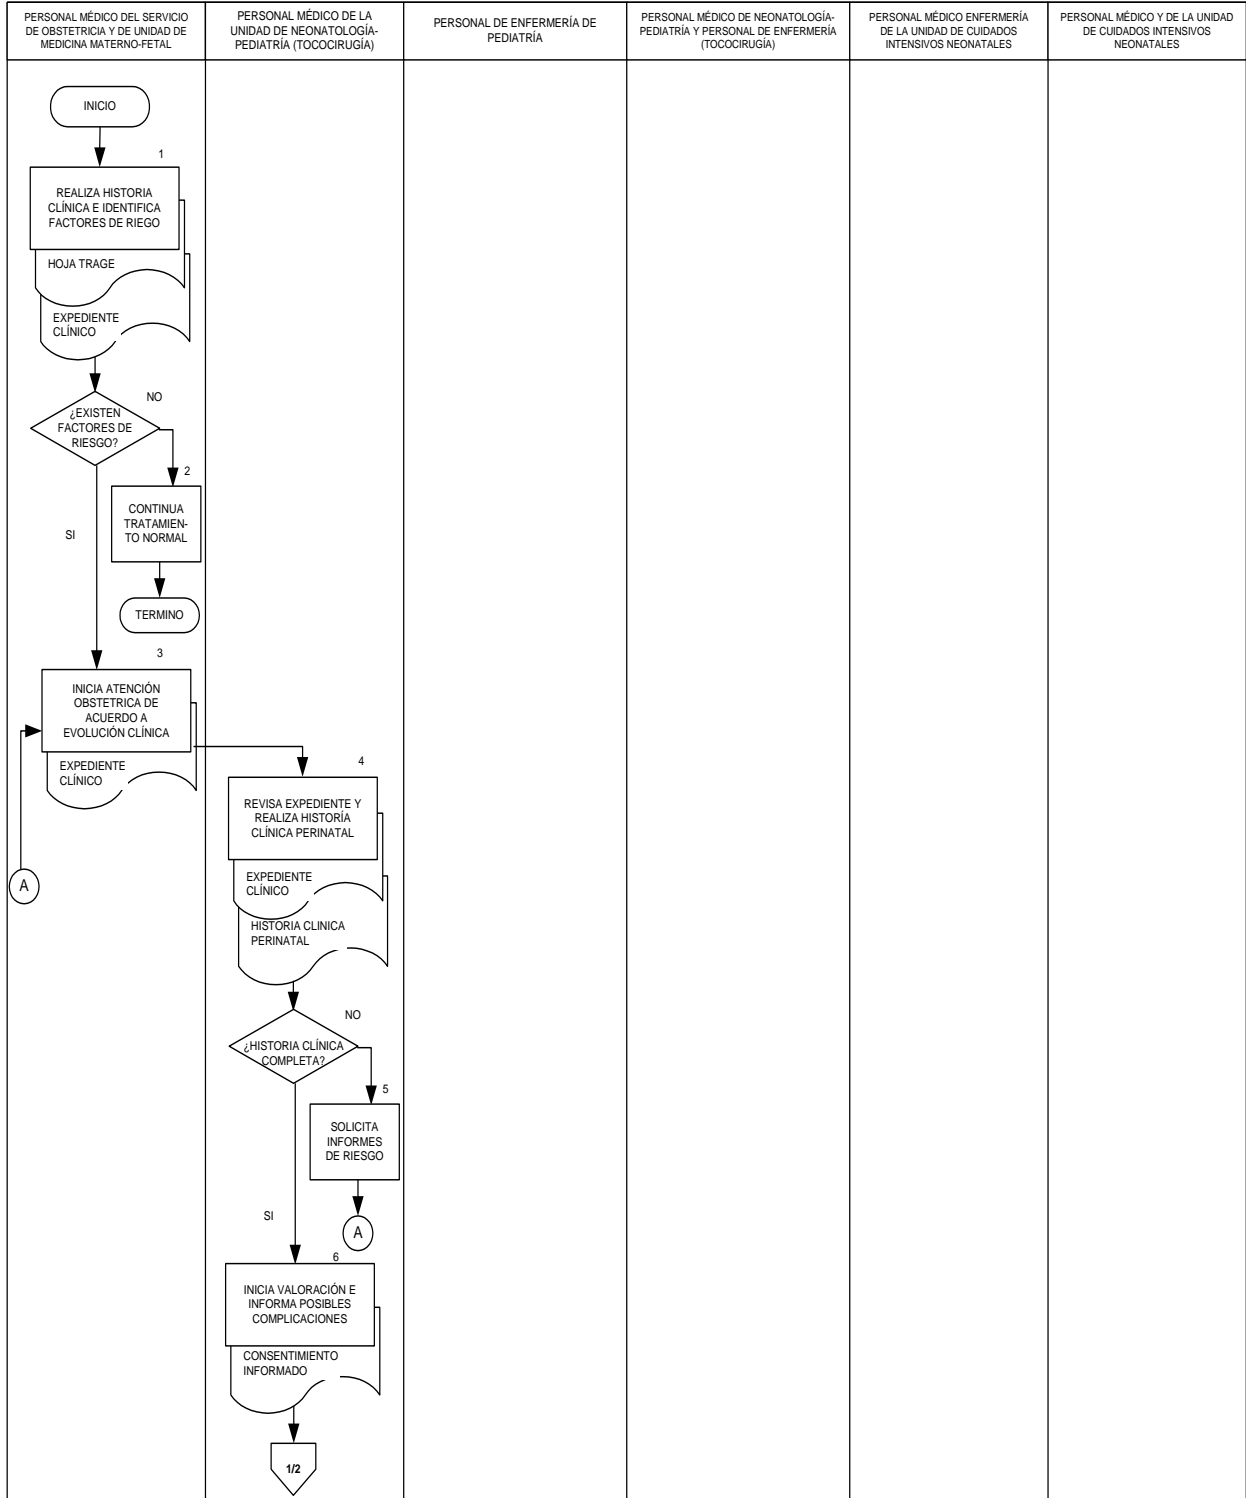 PERSONAL MÉDICO DEL SERVICIO
DE OBSTETRICIA Y DE UNIDAD DE
MEDICINA MATERNO-FETAL
PERSONAL MÉDICO DE LA
UNIDAD DE NEONATOLOGÍA-
PEDIATRÍA (TOCOCIRUGÍA)
PERSONAL DE ENFERMERÍA DE
PEDIATRÍA
PERSONAL MÉDICO DE NEONATOLOGÍA-
PEDIATRÍA Y PERSONAL DE ENFERMERÍA
(TOCOCIRUGÍA)
PERSONAL MÉDICO ENFERMERÍA
DE LA UNIDAD DE CUIDADOS
INTENSIVOS NEONATALES
PERSONAL MÉDICO Y DE LA UNIDAD
DE CUIDADOS INTENSIVOS
NEONATALES
INICIO
1
REALIZA HISTORIA
CLÍNICA E IDENTIFICA
FACTORES DE RIEGO
HOJA TRAGE
EXPEDIENTE
CLÍNICO
NO
¿EXISTEN
FACTORES DE
RIESGO?
2
CONTINUA
TRATAMIEN-
TO NORMAL
SI
TERMINO
3
INICIA ATENCIÓN
OBSTETRICA DE
ACUERDO A
EVOLUCIÓN CLÍNICA
EXPEDIENTE
CLÍNICO
A
4
REVISA EXPEDIENTE Y
REALIZA HISTORÍA
CLÍNICA PERINATAL
EXPEDIENTE
CLÍNICO
HISTORIA CLINICA
PERINATAL
NO
¿HISTORIA CLÍNICA
COMPLETA?
5
SOLICITA
INFORMES
DE RIESGO
SI
A
6
INICIA VALORACIÓN E
INFORMA POSIBLES
COMPLICACIONES
CONSENTIMIENTO
INFORMADO
1/2